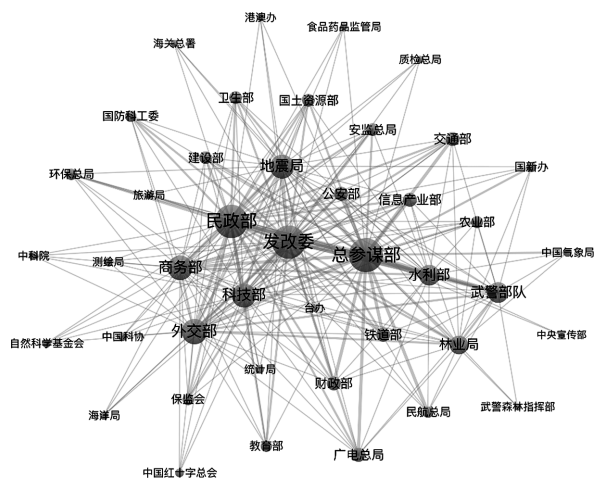 港澳办
食品药品监管局
海关总署
质检总局
卫生部
国土资源部
国防科工委
安监总局
交通部
建设部
地震局
国新办
环保总局
旅游局
公安部
信息产业部
民政部
农业部
发改委
总参谋部
中科院
测绘局
商务部
水利部
中国气象局
科技部
武警部队
台办
外交部
铁道部
中央宣传部
自然科学基金会
中国科协
林业局
统计局
财政部
保监会
武警森林指挥部
海洋局
民航总局
教育部
广电总局
中国红十字总会